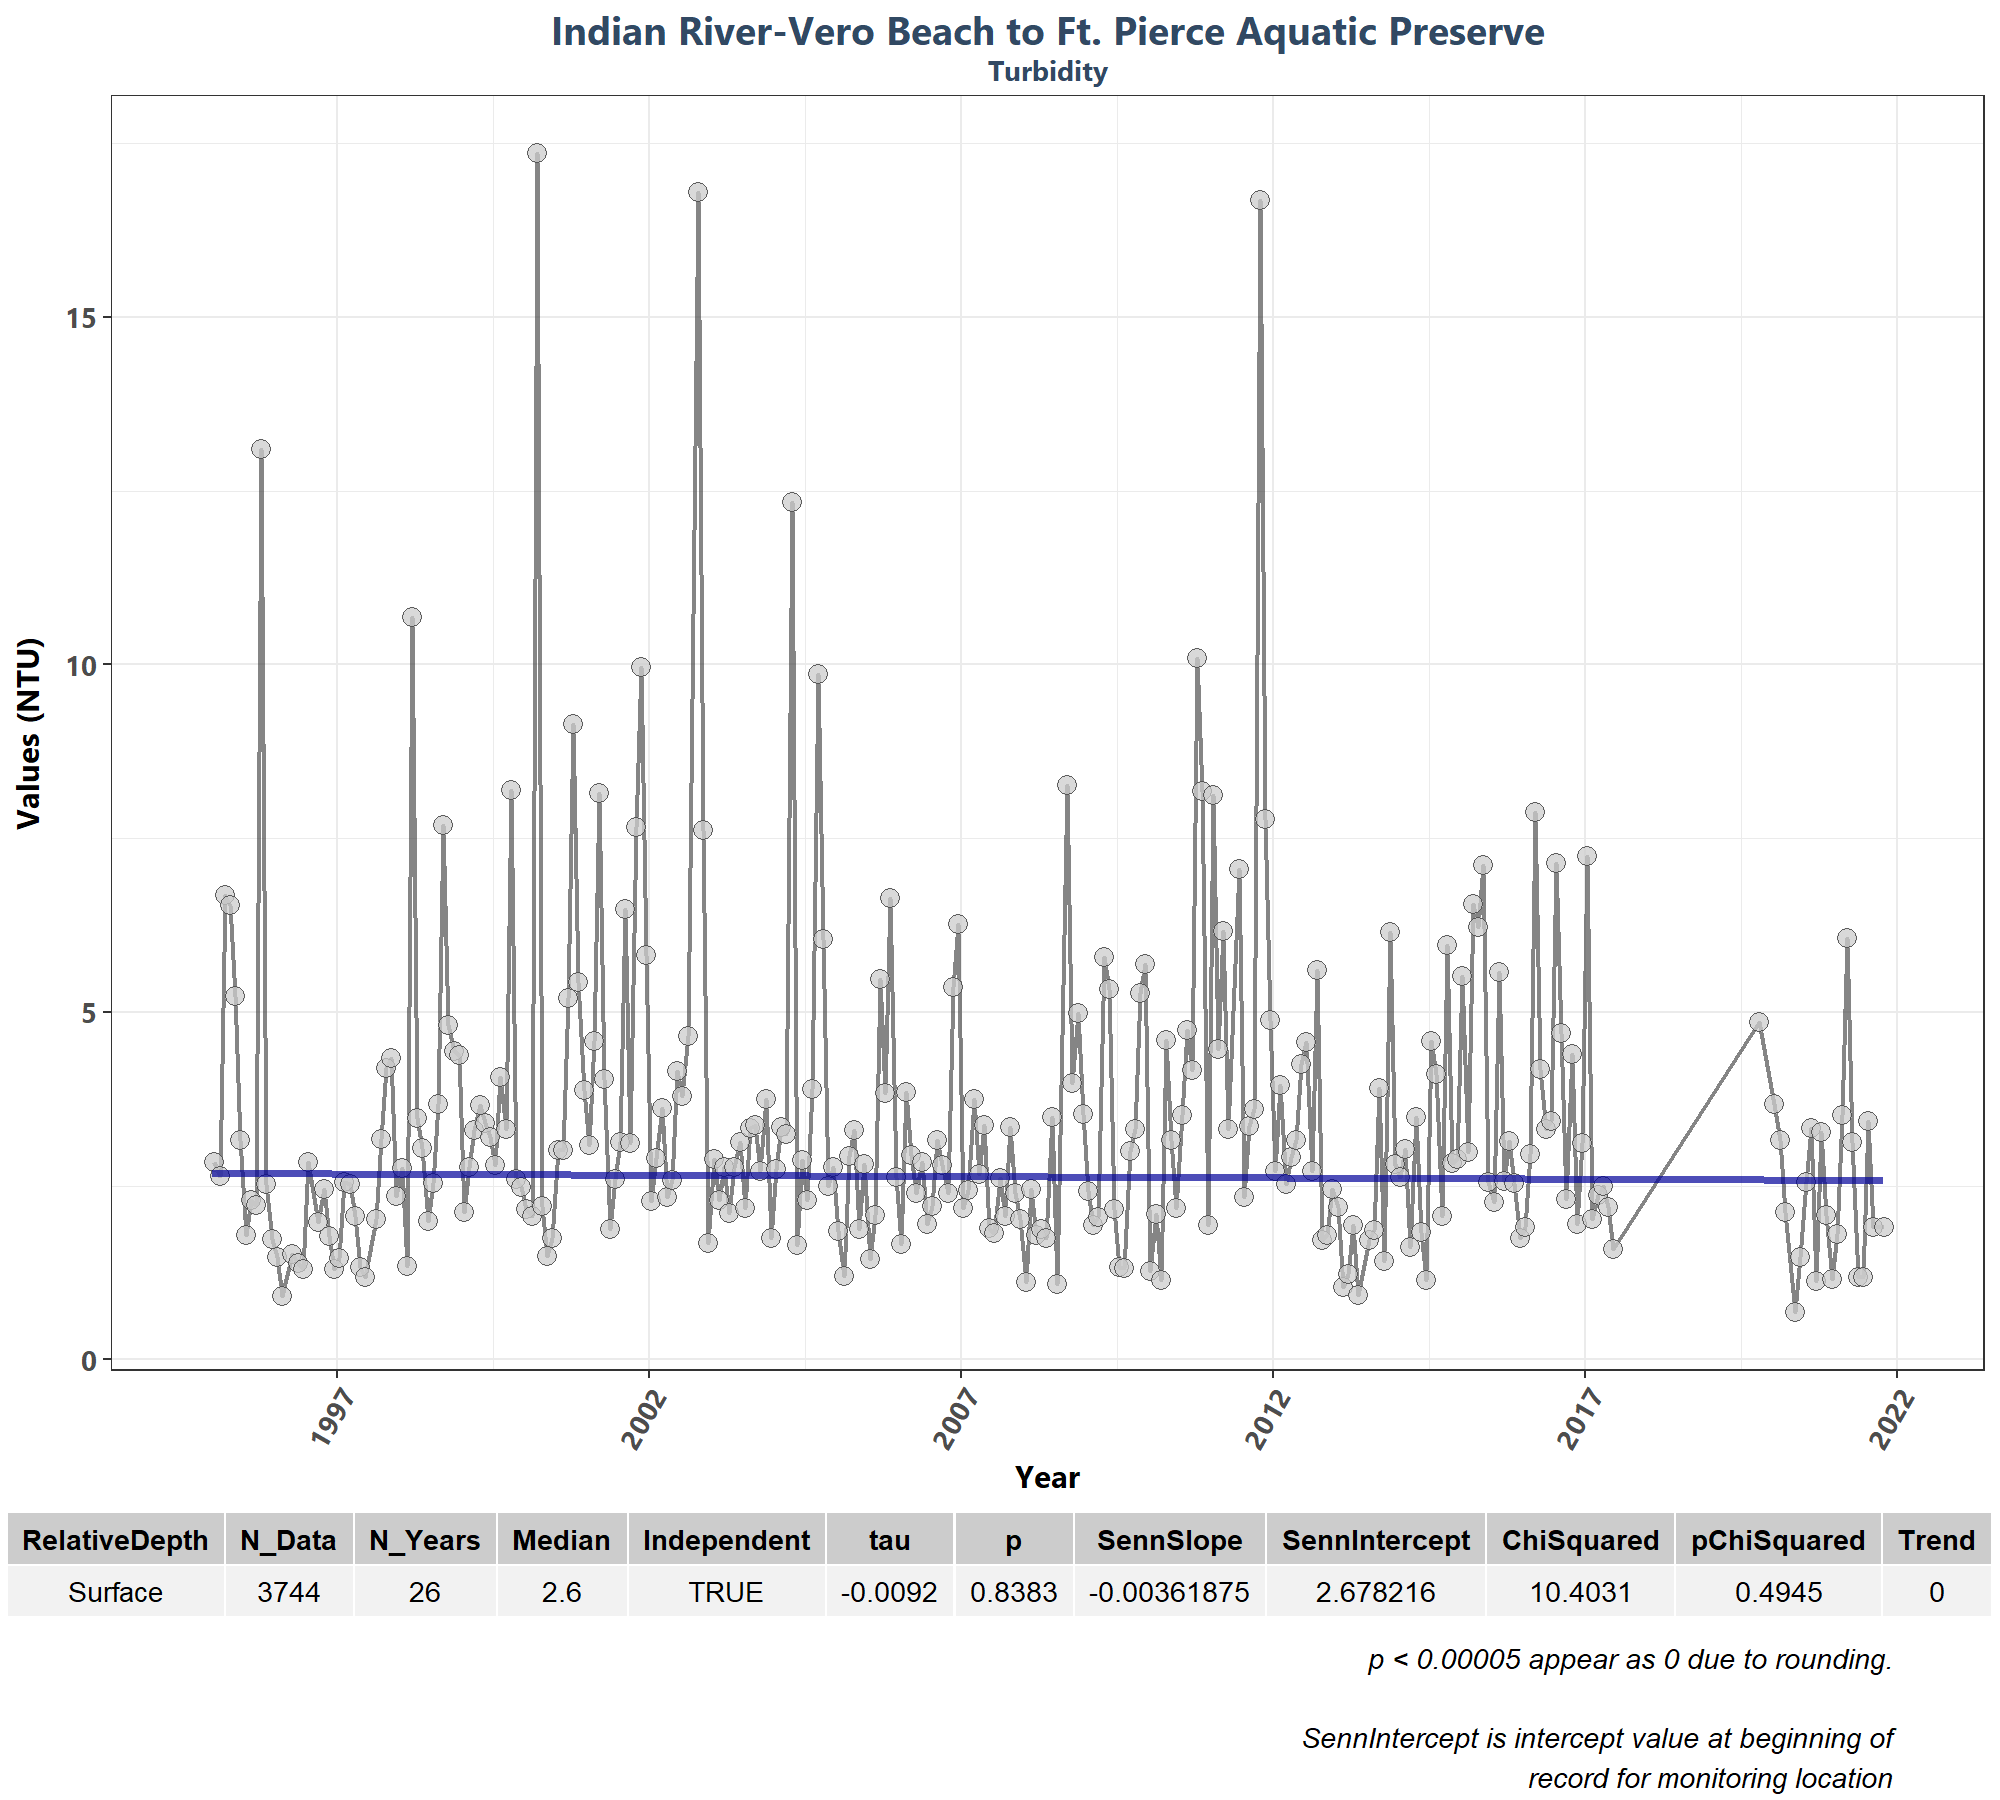 Indian River-Vero Beach to Ft. Pierce Aquatic Preserve
Turbidity
Values (NTU)
15
10
5
0
1997
2002
2007
2012
2017
2022
Year
RelativeDepth N_Data N_Years Median Independent tau p SennSlope SennIntercept ChiSquared pChiSquared Trend
Surface 3744 26 2.6 TRUE -0.0092 0.8383 -0.00361875 2.678216 10.4031 0.4945 0
p < 0.00005 appear as 0 due to rounding.
SennIntercept is intercept value at beginning of
record for monitoring location